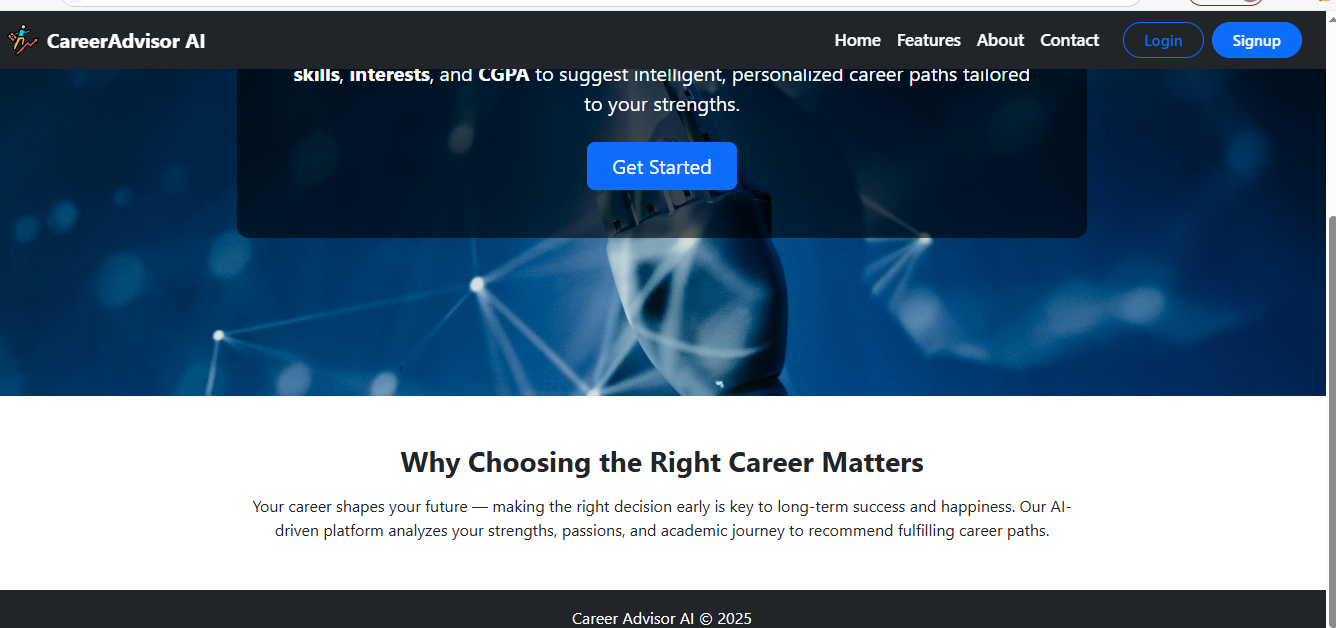 CareerAdvisor AI
Home Features About Contact Login Signup
skills, interests, and CGPA to suggest intelligent, personalized career paths tailored
to your strengths.
Get Started
Why Choosing the Right Career Matters
Your career shapes your future — making the right decision early is key to long-term success and happiness. Our AI-
driven platform analyzes your strengths, passions, and academic journey to recommend fulfilling career paths.
Career Advisor AI © 2025